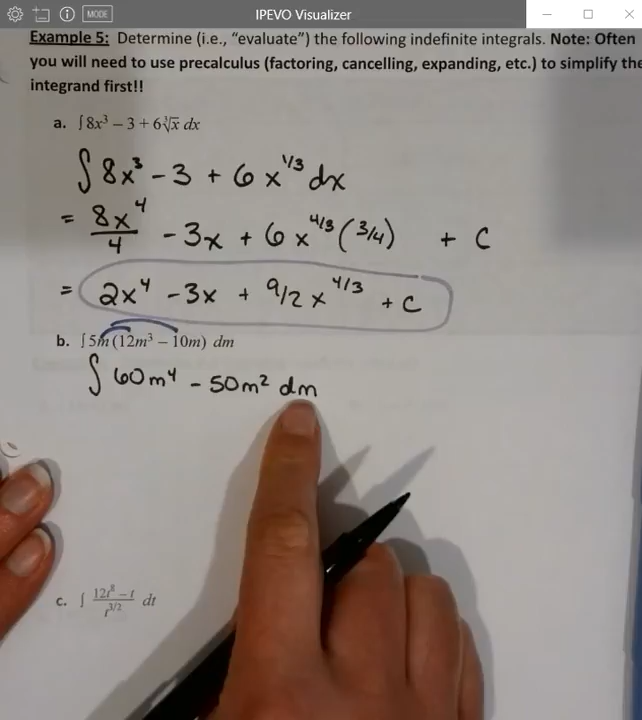 IPEVO Visualizer
MODE
Example 5: Determine (i.e., "evaluate") the following indefinite integrals. Note: Often
you will need to use precalculus (factoring, cancelling, expanding, etc.) to simplify the
integrand first!!
a. ∫8x³ – 3 + 6∛x dx
∫ 8x³ - 3 + 6x^(1/3) dx
= 8x⁴/4 - 3x + 6x^(4/3) (3/4) + C
= 2x⁴ - 3x + 9/2 x^(4/3) + C
b. ∫5m(12m³ – 10m) dm
∫ 60m⁴ - 50m² dm
c. ∫ (12t⁸ – t)/t^(3/2) dt